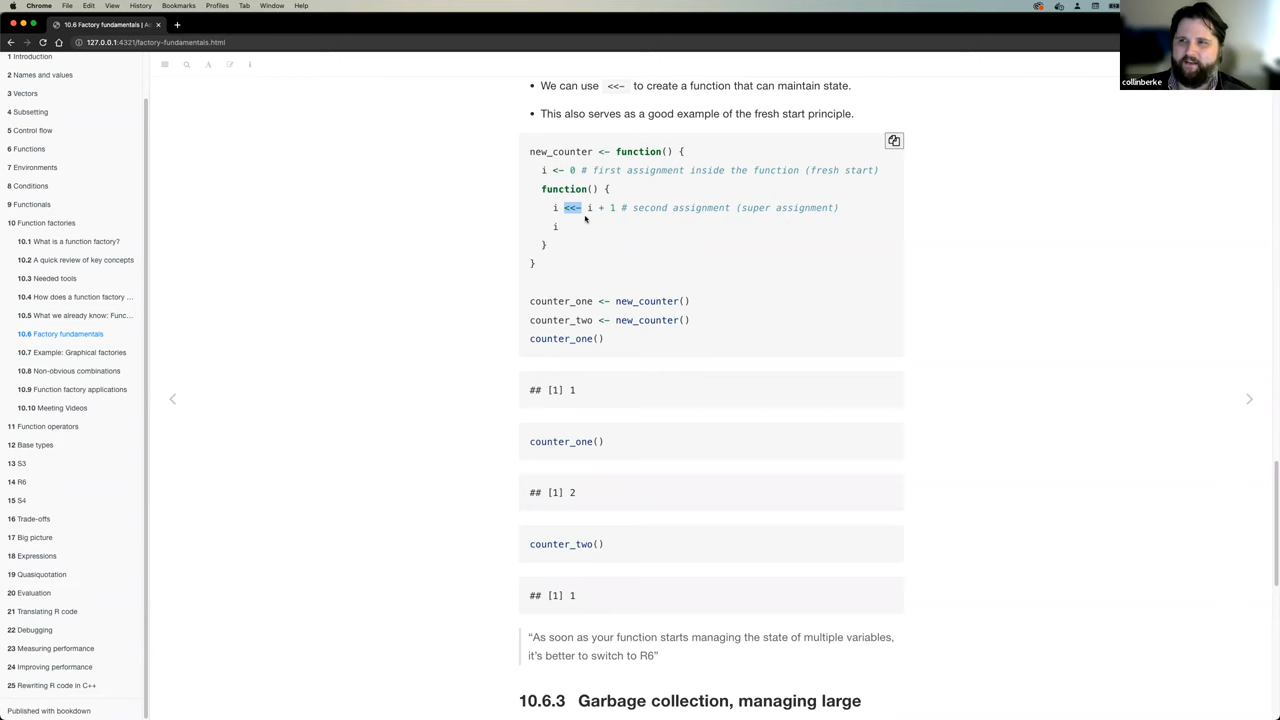 Chrome File Edit View History Bookmarks Profiles Tab Window Help
10.6 Factory fundamentals | A
127.0.0.1:4321/factory-fundamentals.html
collinberke
1 Introduction
2 Names and values
3 Vectors
4 Subsetting
5 Control flow
6 Functions
7 Environments
8 Conditions
9 Functionals
10 Function factories
10.1 What is a function factory?
10.2 A quick review of key concepts
10.3 Needed tools
10.4 How does a function factory ...
10.5 What we already know: Func...
10.6 Factory fundamentals
10.7 Example: Graphical factories
10.8 Non-obvious combinations
10.9 Function factory applications
10.10 Meeting Videos
11 Function operators
12 Base types
13 S3
14 R6
15 S4
16 Trade-offs
17 Big picture
18 Expressions
19 Quasiquotation
20 Evaluation
21 Translating R code
22 Debugging
23 Measuring performance
24 Improving performance
25 Rewriting R code in C++
Published with bookdown
• We can use <<- to create a function that can maintain state.
• This also serves as a good example of the fresh start principle.
new_counter <- function() {
i <- 0 # first assignment inside the function (fresh start)
function() {
i <<- i + 1 # second assignment (super assignment)
i
}
}
counter_one <- new_counter()
counter_two <- new_counter()
counter_one()
## [1] 1
counter_one()
## [1] 2
counter_two()
## [1] 1
“As soon as your function starts managing the state of multiple variables,
it’s better to switch to R6”
10.6.3 Garbage collection, managing large